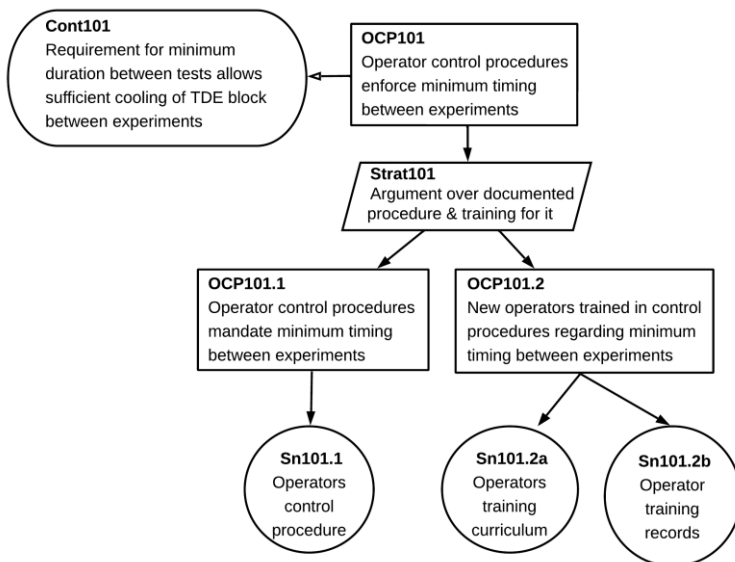 Cont101
Requirement for minimum
duration between tests allows
sufficient cooling of TDE block
between experiments
OCP101
Operator control procedures
enforce minimum timing
between experiments
Strat101
Argument over documented
procedure & training for it
OCP101.1
Operator control procedures
mandate minimum timing
between experiments
OCP101.2
New operators trained in control
procedures regarding minimum
timing between experiments
Sn101.1
Operators
control
procedure
Sn101.2a
Operators
training
curriculum
Sn101.2b
Operator
training
records